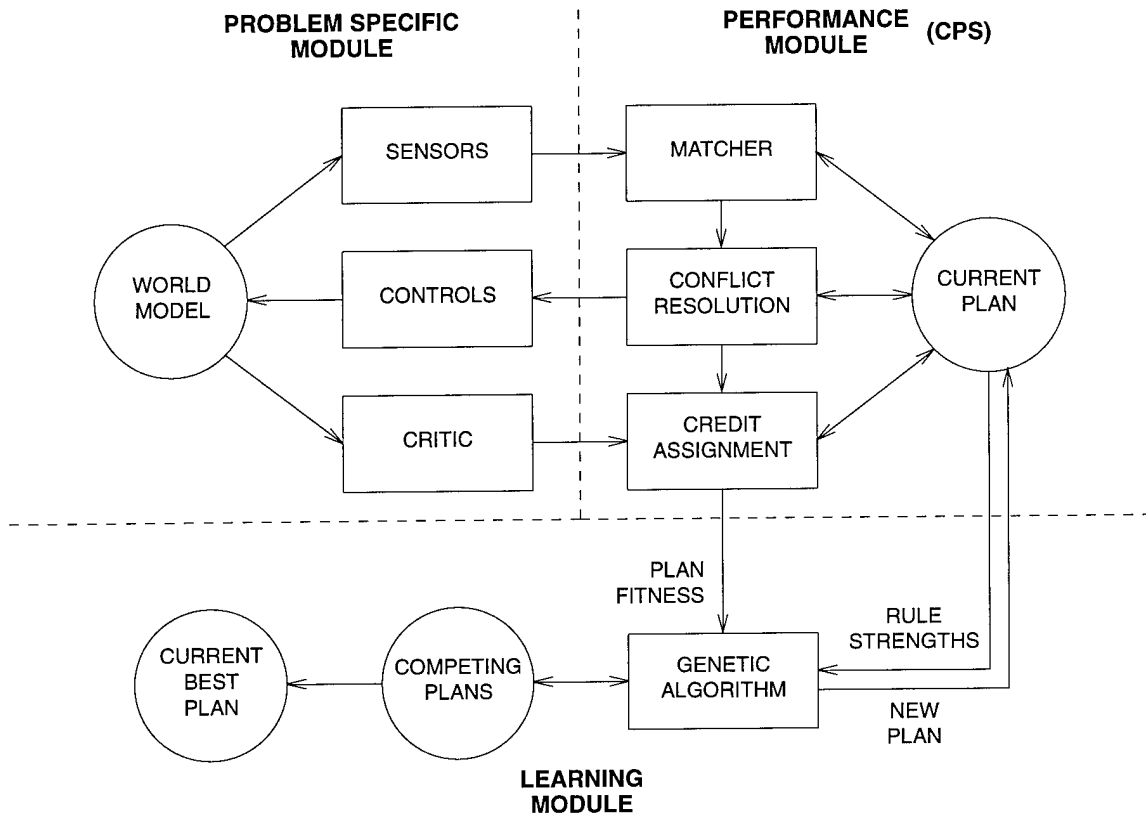 PROBLEM SPECIFIC
MODULE
PERFORMANCE
MODULE
(CPS)
SENSORS
MATCHER
WORLD
MODEL
CONTROLS
CONFLICT
RESOLUTION
CURRENT
PLAN
CRITIC
CREDIT
ASSIGNMENT
PLAN
FITNESS
RULE
STRENGTHS
CURRENT
BEST
PLAN
COMPETING
PLANS
GENETIC
ALGORITHM
NEW
PLAN
LEARNING
MODULE